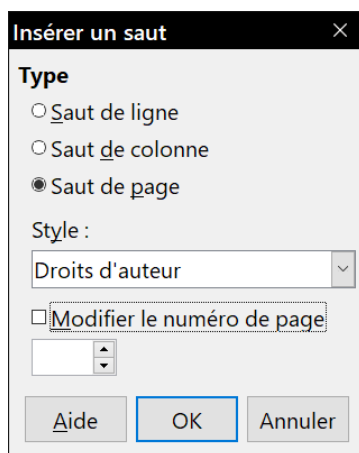 Insérer un saut
Type
Saut de ligne
Saut de colonne
Saut de page
Style :
Droits d'auteur
Modifier le numéro de page
Aide OK Annuler